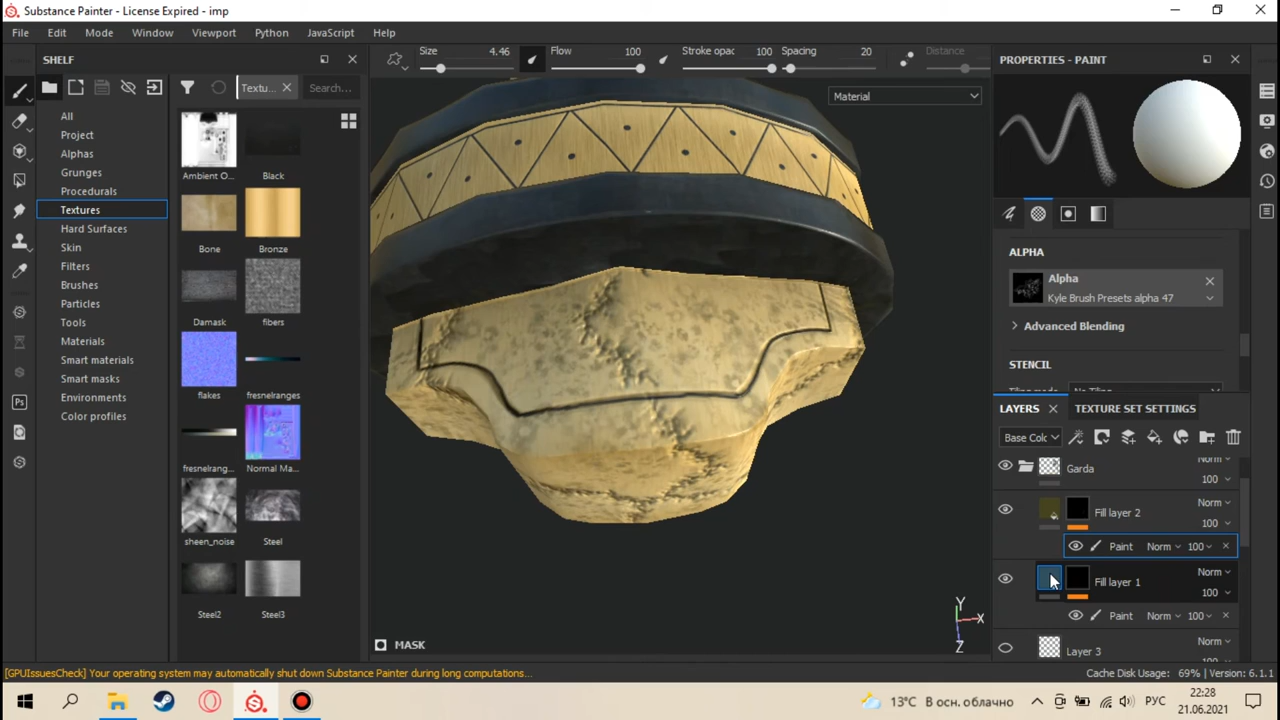 Substance Painter - License Expired - imp
File Edit Mode Window Viewport Python JavaScript Help
SHELF
Size 4.46 Flow 100 Stroke opac 100 Spacing 20 Distance
PROPERTIES - PAINT
Textu... Search...
Material
All
Project
Alphas
Grunges
Procedurals
Textures
Hard Surfaces
Skin
Filters
Brushes
Particles
Tools
Materials
Smart materials
Smart masks
Environments
Color profiles
Ambient O... Black
Bone Bronze
Damask fibers
flakes fresnelranges
fresnelrang... Normal Ma...
sheen_noise Steel
Steel2 Steel3
ALPHA
Alpha
Kyle Brush Presets alpha 47
Advanced Blending
STENCIL
LAYERS TEXTURE SET SETTINGS
Base Colc
Garda Norm
100
Fill layer 2 Norm
100
Paint Norm 100
Fill layer 1 Norm
100
Paint Norm 100
Layer 3 Norm
Y
X
Z
MASK
[GPUIssuesCheck] Your operating system may automatically shut down Substance Painter during long computations...
Cache Disk Usage: 69% | Version: 6.1.1
Ps
13°C В осн. облачно
РУС
22:28
21.06.2021